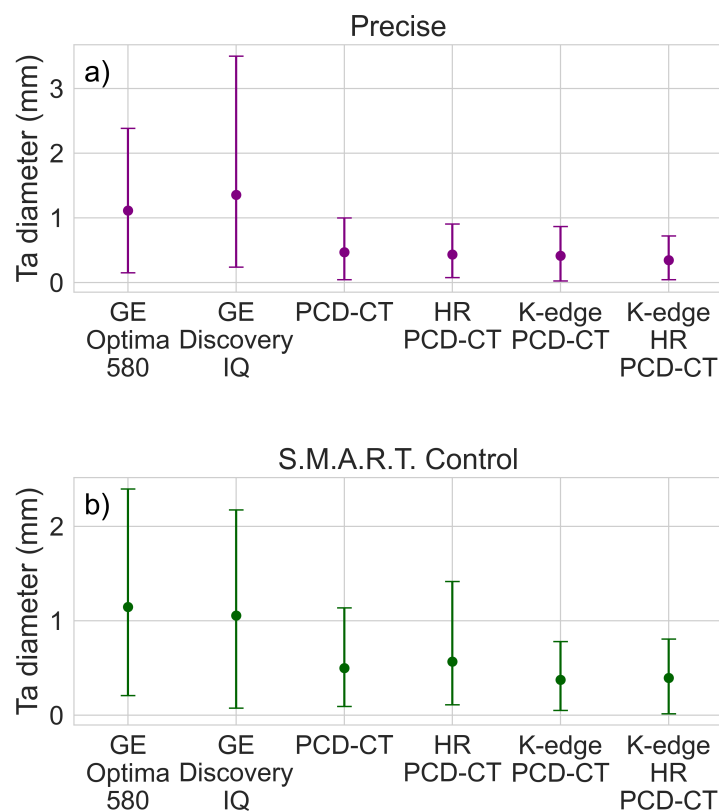 Precise
a)
Ta diameter (mm)
3
2
1
0
GE Optima 580
GE Discovery IQ
PCD-CT
HR PCD-CT
K-edge PCD-CT
K-edge HR PCD-CT
S.M.A.R.T. Control
b)
Ta diameter (mm)
2
1
0
GE Optima 580
GE Discovery IQ
PCD-CT
HR PCD-CT
K-edge PCD-CT
K-edge HR PCD-CT